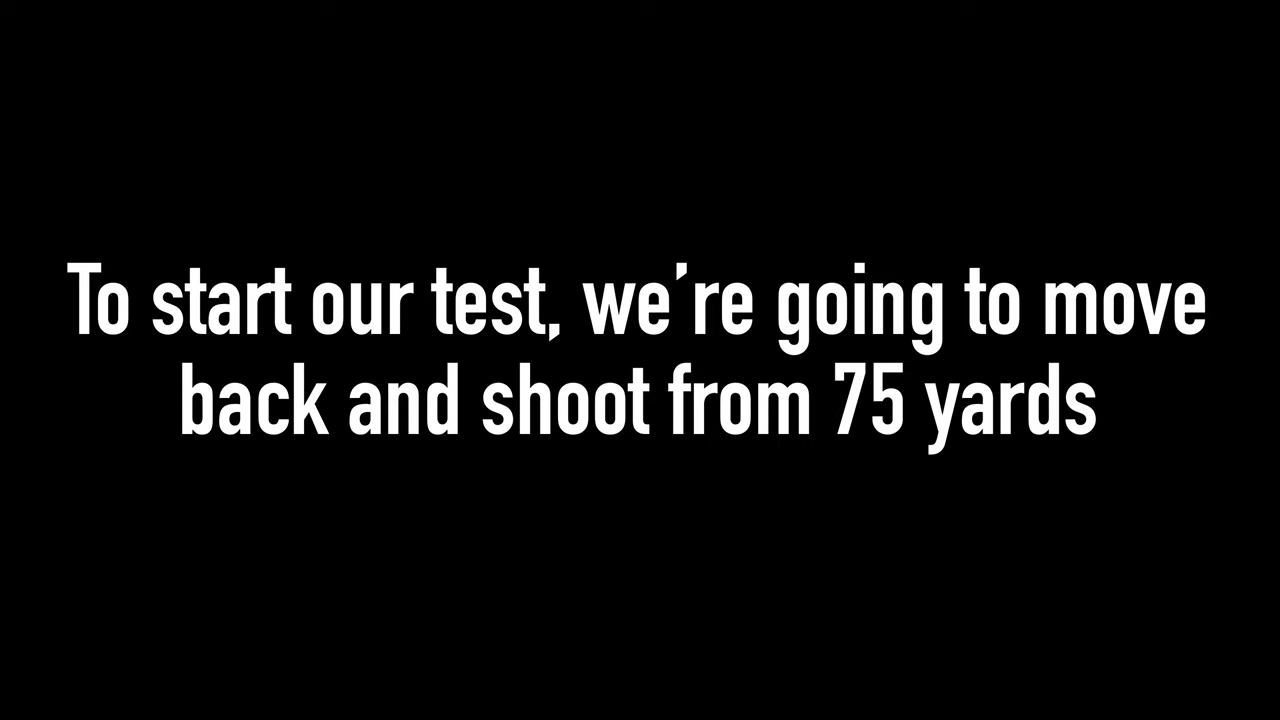 To start our test, we’re going to move
back and shoot from 75 yards